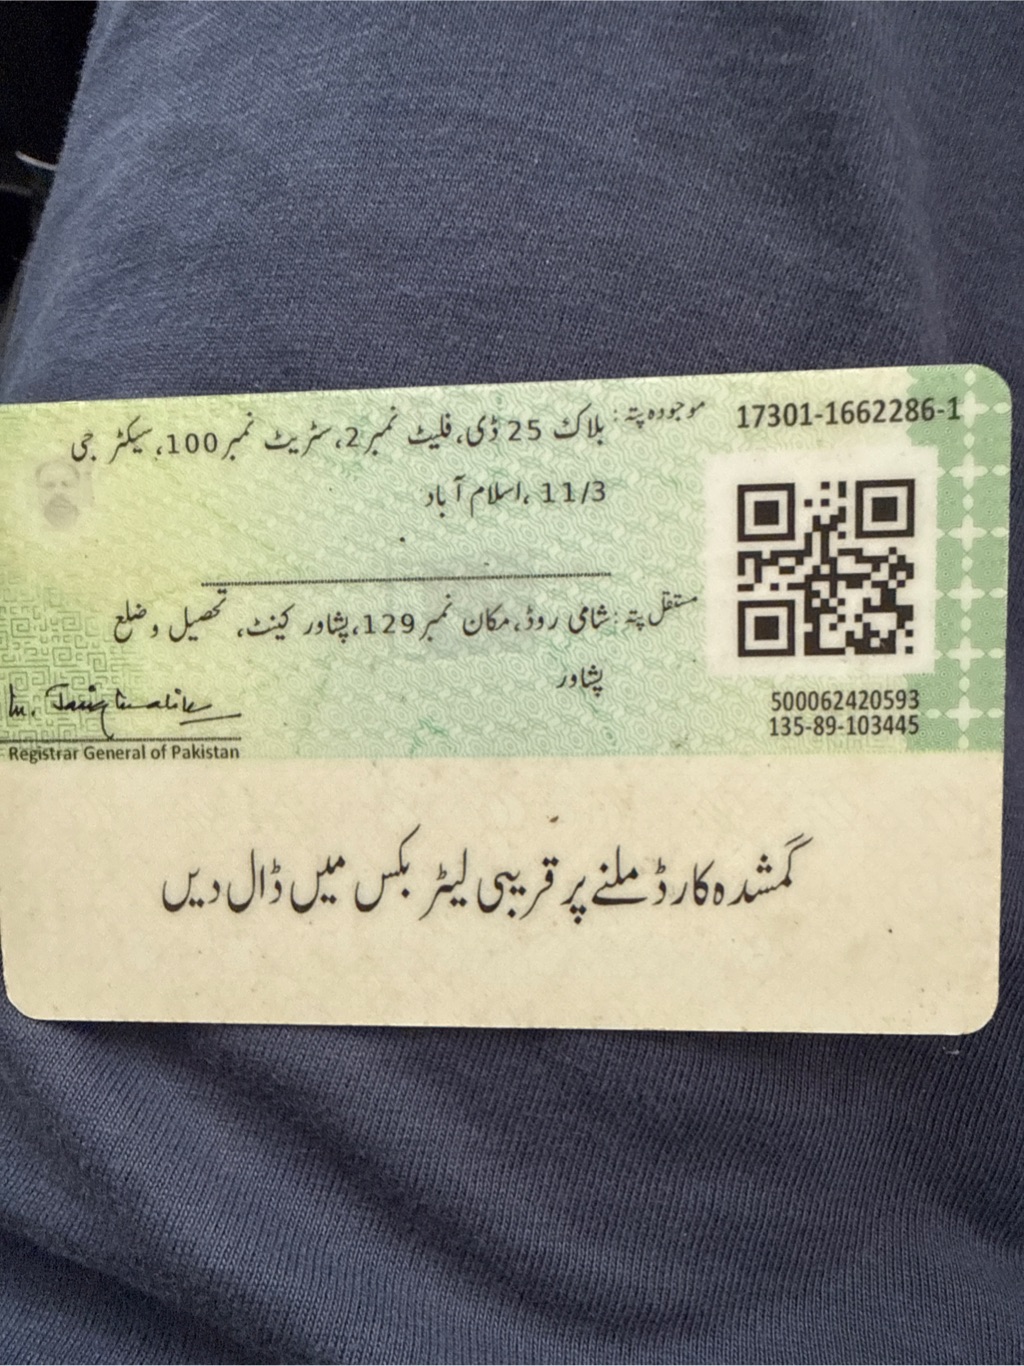 17301-1662286-1
موجودہ پتہ: بلاک 25 ڈی، فلیٹ نمبر 2، سٹریٹ نمبر 100، سیکٹر جی
11/3، اسلام آباد
مستقل پتہ: شامی روڈ، مکان نمبر 129، پشاور کینٹ، تحصیل و ضلع
پشاور
500062420593
135-89-103445
Registrar General of Pakistan
گمشدہ کارڈ ملنے پر قریبی لیٹر بکس میں ڈال دیں